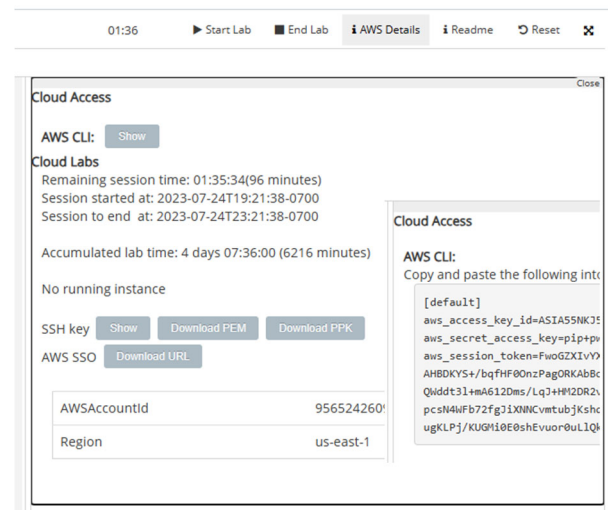 01:36 Start Lab End Lab AWS Details Readme Reset
Close
Cloud Access
AWS CLI: Show
Cloud Labs
Remaining session time: 01:35:34(96 minutes)
Session started at: 2023-07-24T19:21:38-0700
Session to end at: 2023-07-24T23:21:38-0700
Accumulated lab time: 4 days 07:36:00 (6216 minutes)
No running instance
SSH key Show Download PEM Download PPK
AWS SSO Download URL
AWSAccountId 956524260
Region us-east-1
Cloud Access
AWS CLI:
Copy and paste the following into
[default]
aws_access_key_id=ASIA55NKJ5
aws_secret_access_key=pip+pw
aws_session_token=FwoGZXIvYX
AHBDKYS+/bqfHF0OnzPagORKAbBc
QWddt3l+mA612Dms/LqJ+HM2DR2v
pcsN4WFb72fgJiXNNCvmtubjKshc
ugKLPj/KUGMi0E0shEvuor0uLlQk